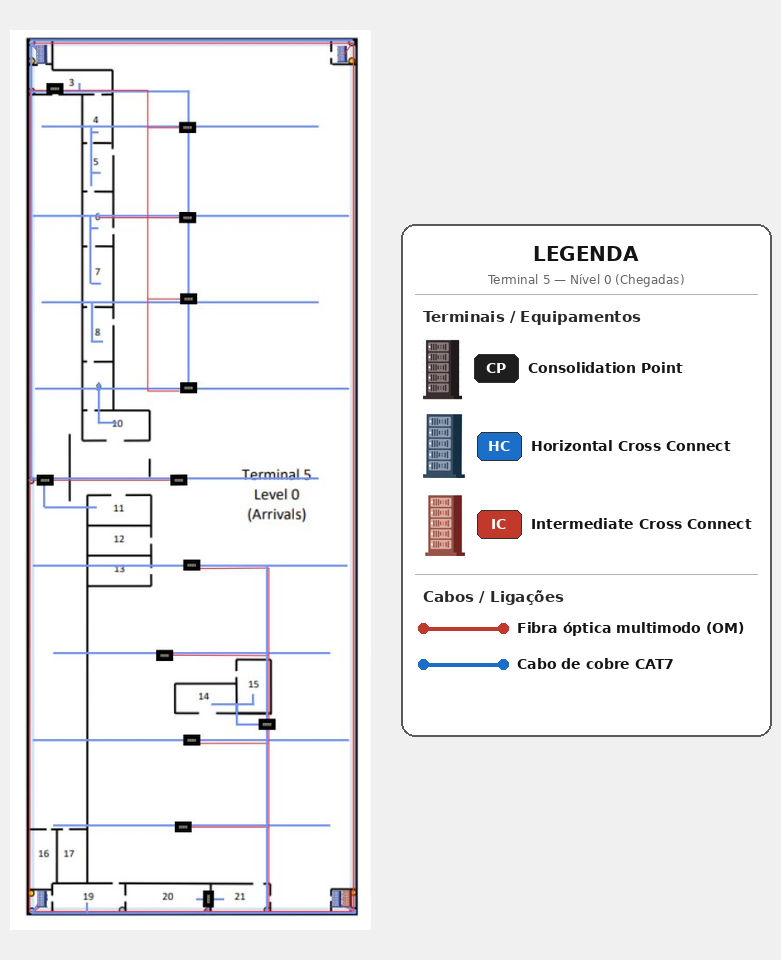 3
4
5
6
7
8
9
10
Terminal 5
Level 0
(Arrivals)
11
12
13
15
14
16
17
19
20
21
LEGENDA
Terminal 5 — Nível 0 (Chegadas)
Terminais / Equipamentos
CP Consolidation Point
HC Horizontal Cross Connect
IC Intermediate Cross Connect
Cabos / Ligações
Fibra óptica multimodo (OM)
Cabo de cobre CAT7